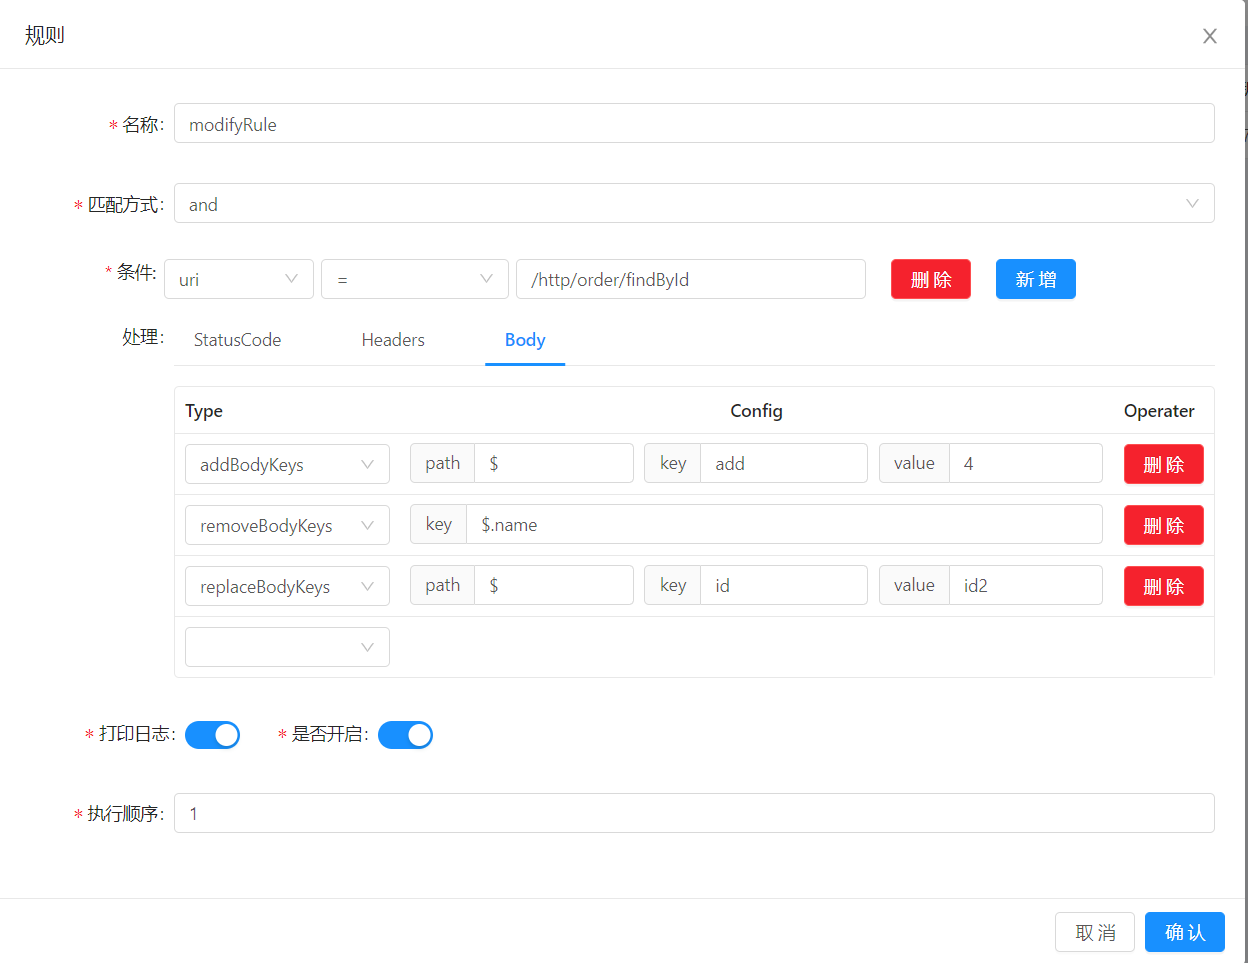 规则
* 名称: modifyRule
* 匹配方式: and
* 条件: uri = /http/order/findById 删 除 新 增
处理: StatusCode Headers Body
Type Config Operater
addBodyKeys path $ key add value 4 删 除
removeBodyKeys key $.name 删 除
replaceBodyKeys path $ key id value id2 删 除
* 打印日志: * 是否开启:
* 执行顺序: 1
取 消 确 认